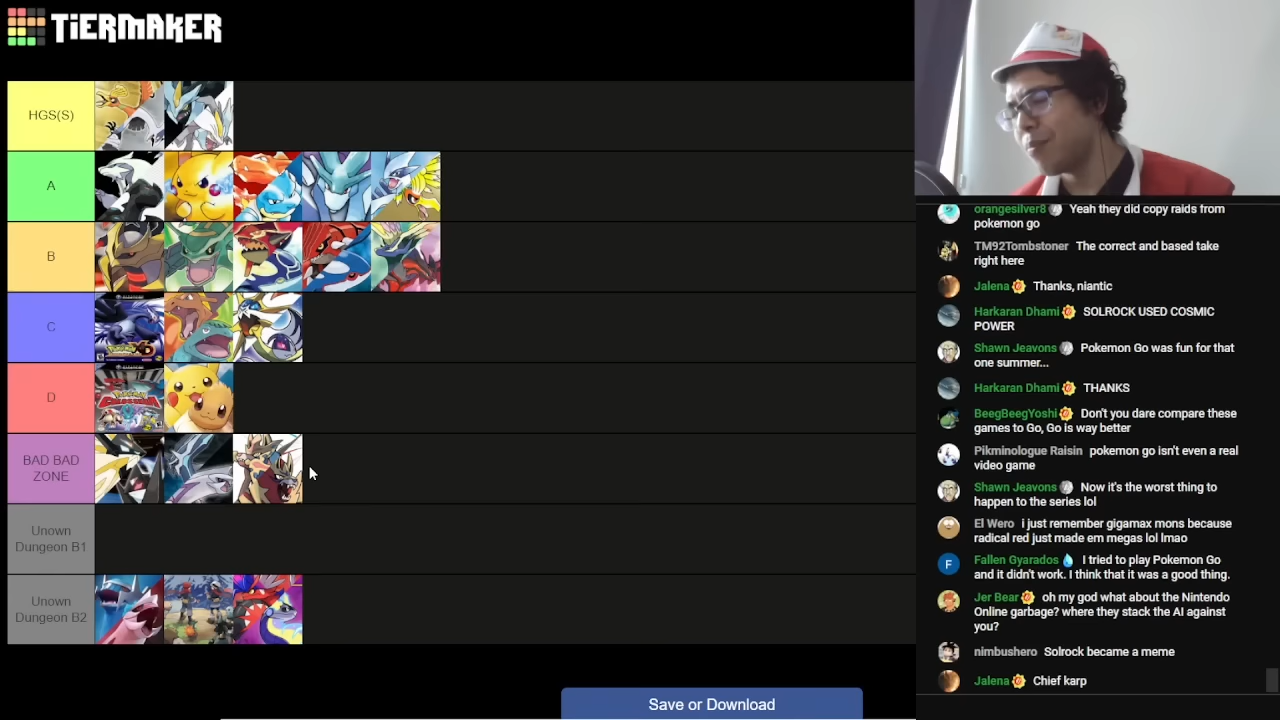 TiERMAKER
HGS(S)
A
B
C
D
BAD BAD
ZONE
Unown
Dungeon B1
Unown
Dungeon B2
Save or Download
orangesilver8 Yeah they did copy raids from
pokemon go
TM92Tombstoner The correct and based take
right here
Jalena Thanks, niantic
Harkaran Dhami SOLROCK USED COSMIC
POWER
Shawn Jeavons Pokemon Go was fun for that
one summer...
Harkaran Dhami THANKS
BeegBeegYoshi Don't you dare compare these
games to Go, Go is way better
Pikminologue Raisin pokemon go isn't even a real
video game
Shawn Jeavons Now it's the worst thing to
happen to the series lol
El Wero i just remember gigamax mons because
radical red just made em megas lol lmao
F
Fallen Gyarados I tried to play Pokemon Go
and it didn't work. I think that it was a good thing.
Jer Bear oh my god what about the Nintendo
Online garbage? where they stack the AI against
you?
nimbushero Solrock became a meme
Jalena Chief karp